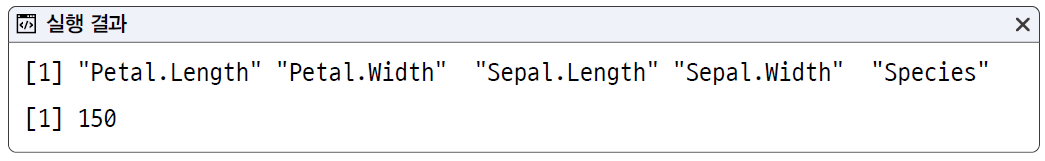 실행 결과
[1] "Petal.Length" "Petal.Width"  "Sepal.Length" "Sepal.Width"  "Species"
[1] 150